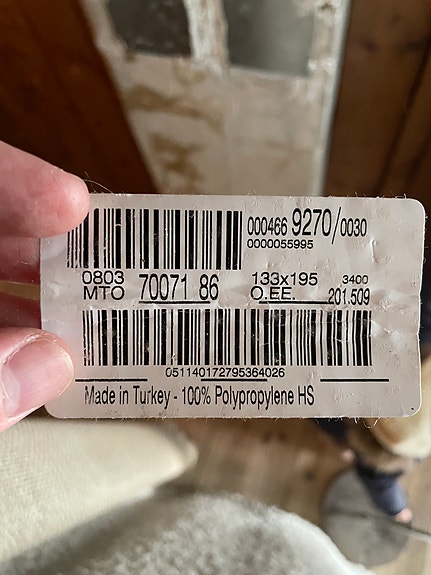 000466 9270/0030
0000055995
0803 70071 86 133x195 3400
MTO O.EE. 201.509
051140172795364026
Made in Turkey - 100% Polypropylene HS